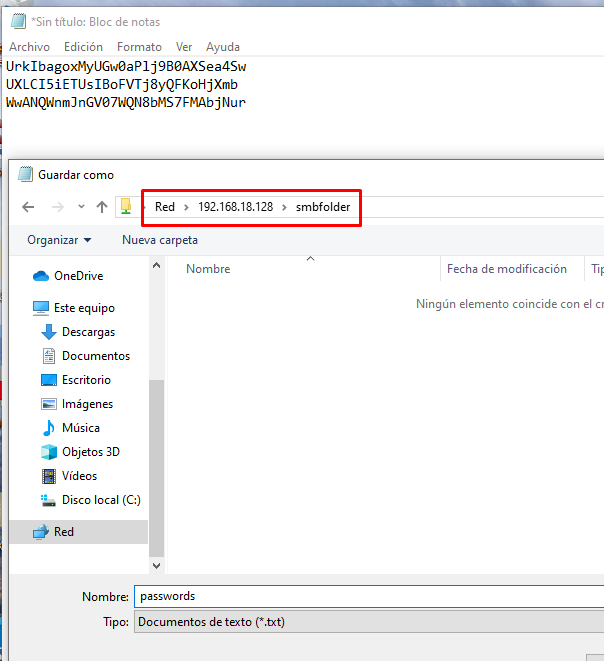 *Sin título: Bloc de notas
Archivo Edición Formato Ver Ayuda
UrkIbagoxMyUGw0aPlj9B0AXSea4Sw
UXLCI5iETUsIBoFVTj8yQFKoHjXmb
WwANQWnmJnGV07WQN8bMS7FMAbjNur
Guardar como
Red > 192.168.18.128 > smbfolder
Organizar Nueva carpeta
Nombre Fecha de modificación Tip
OneDrive
Ningún elemento coincide con el cr
Este equipo
Descargas
Documentos
Escritorio
Imágenes
Música
Objetos 3D
Vídeos
Disco local (C:)
Red
Nombre: passwords
Tipo: Documentos de texto (*.txt)